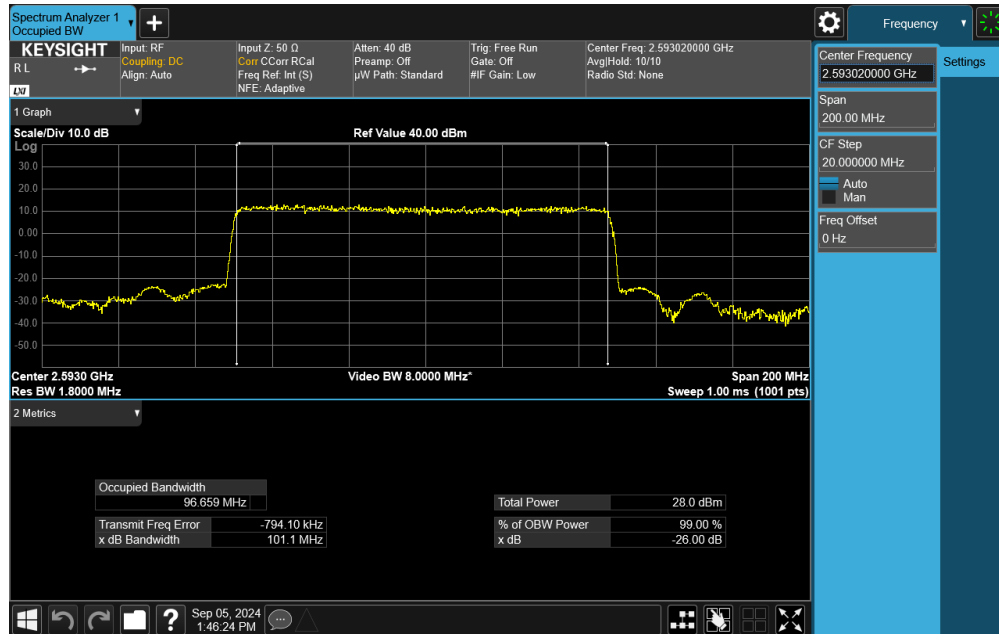 Spectrum Analyzer 1
Occupied BW
+
Frequency
KEYSIGHT
R L
LXI
Input: RF
Coupling: DC
Align: Auto
Input Z: 50 Ω
Corr CCorr RCal
Freq Ref: Int (S)
NFE: Adaptive
Atten: 40 dB
Preamp: Off
µW Path: Standard
Trig: Free Run
Gate: Off
#IF Gain: Low
Center Freq: 2.593020000 GHz
Avg|Hold: 10/10
Radio Std: None
Center Frequency
2.593020000 GHz
Settings
Span
200.00 MHz
CF Step
20.000000 MHz
Auto
Man
Freq Offset
0 Hz
1 Graph
Scale/Div 10.0 dB
Ref Value 40.00 dBm
Log
30.0
20.0
10.0
0.00
-10.0
-20.0
-30.0
-40.0
-50.0
Center 2.5930 GHz
Video BW 8.0000 MHz*
Span 200 MHz
Res BW 1.8000 MHz
Sweep 1.00 ms (1001 pts)
2 Metrics
Occupied Bandwidth
96.659 MHz
Transmit Freq Error -794.10 kHz
x dB Bandwidth 101.1 MHz
Total Power 28.0 dBm
% of OBW Power 99.00 %
x dB -26.00 dB
?
Sep 05, 2024
1:46:24 PM